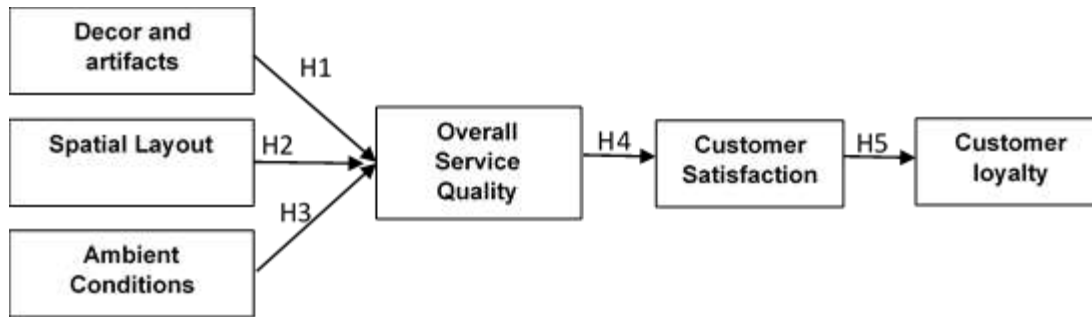 Decor and
artifacts
H1
Spatial Layout
H2
Overall
Service
Quality
H4
Customer
Satisfaction
H5
Customer
loyalty
H3
Ambient
Conditions